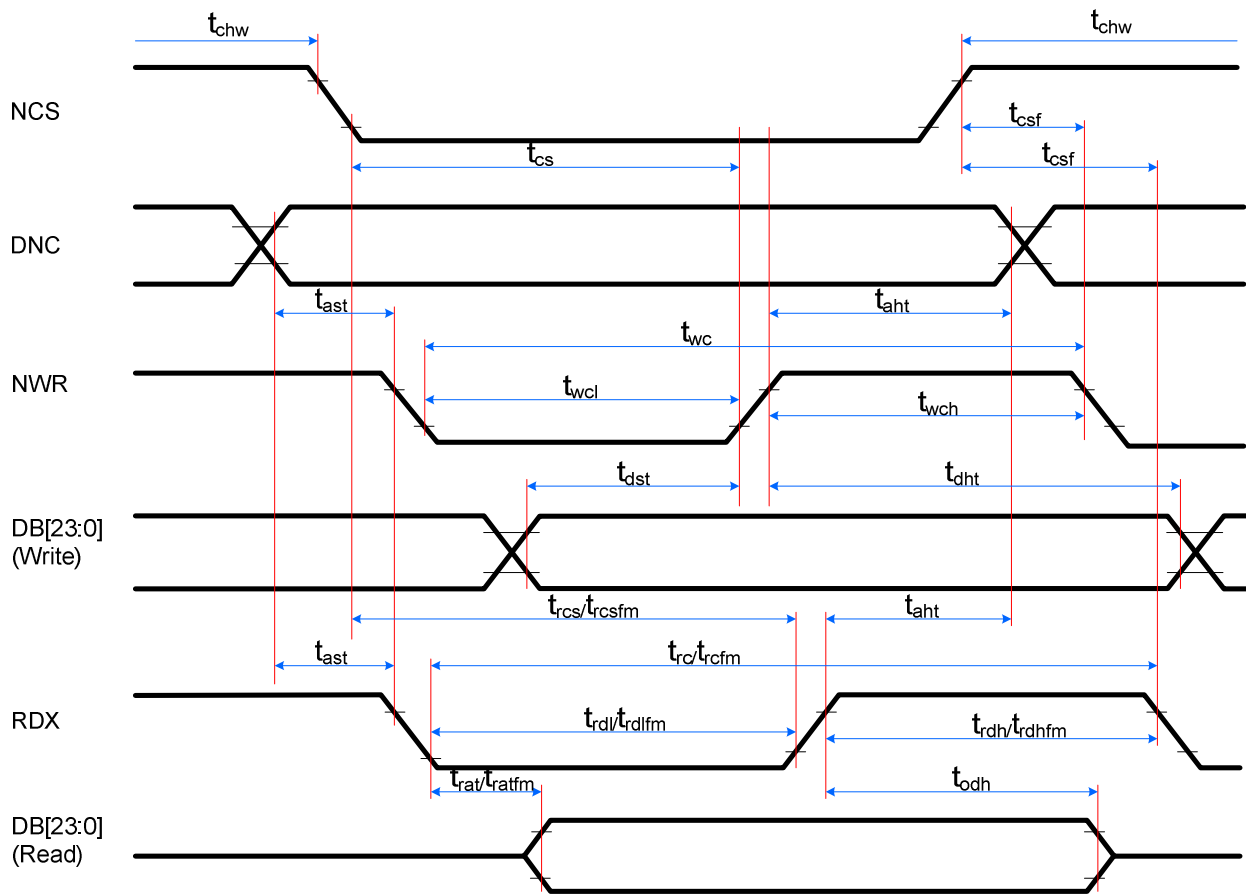 tchw
tchw
NCS
tcsf
tcs
tcsf
DNC
tast
taht
twc
NWR
twcl
twch
tdst
tdht
DB[23:0]
(Write)
trcs/trcsfm
taht
tast
trc/trcfm
RDX
trdl/trdlfm
trdh/trdhfm
trat/tratfm
todh
DB[23:0]
(Read)